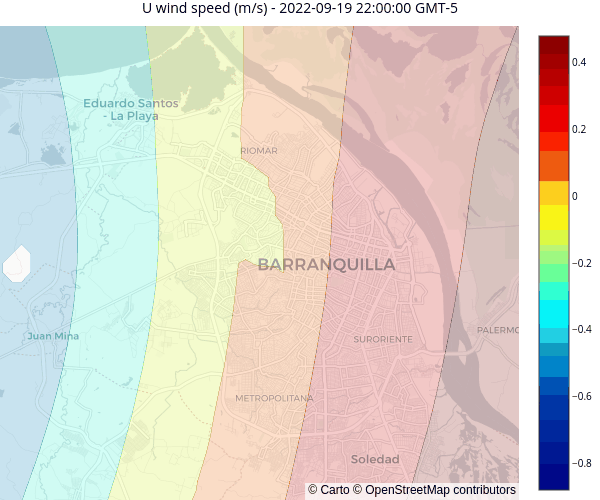 U wind speed (m/s) - 2022-09-19 22:00:00 GMT-5
0.4
Eduardo Santos
- La Playa
0.2
RIOMAR
0
BARRANQUILLA
−0.2
Juan Mina
SURORIENTE
PALERMO
−0.4
METROPOLITANA
−0.6
Soledad
−0.8
© Carto © OpenStreetMap contributors